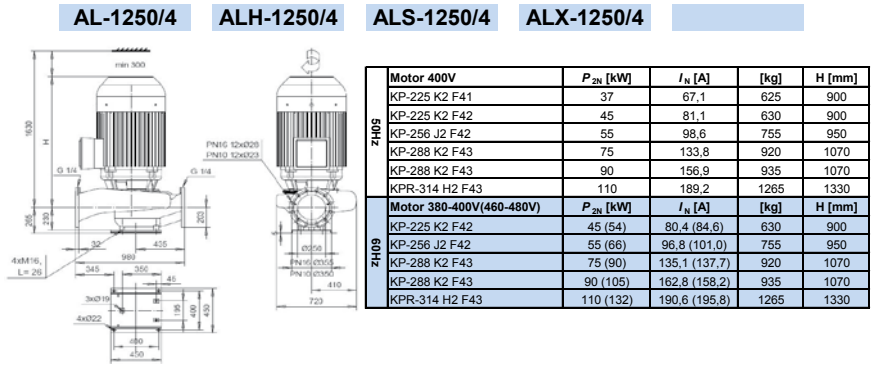 AL-1250/4 ALH-1250/4 ALS-1250/4 ALX-1250/4
min 300
1630
H
G 1/4
G 1/4
PN16 12xØ28
PN10 12xØ23
265
230
203
32
435
980
4xM16,
L= 26
345
350
45
3xØ19
4xØ22
195
400
450
400
450
Ø250
PN16 Ø355
PN10 Ø350
410
720
50Hz
Motor 400V P 2N [kW] I N [A] [kg] H [mm]
KP-225 K2 F41 37 67,1 625 900
KP-225 K2 F42 45 81,1 630 900
KP-256 J2 F42 55 98,6 755 950
KP-288 K2 F43 75 133,8 920 1070
KP-288 K2 F43 90 156,9 935 1070
KPR-314 H2 F43 110 189,2 1265 1330
60Hz
Motor 380-400V(460-480V) P 2N [kW] I N [A] [kg] H [mm]
KP-225 K2 F42 45 (54) 80,4 (84,6) 630 900
KP-256 J2 F42 55 (66) 96,8 (101,0) 755 950
KP-288 K2 F43 75 (90) 135,1 (137,7) 920 1070
KP-288 K2 F43 90 (105) 162,8 (158,2) 935 1070
KPR-314 H2 F43 110 (132) 190,6 (195,8) 1265 1330